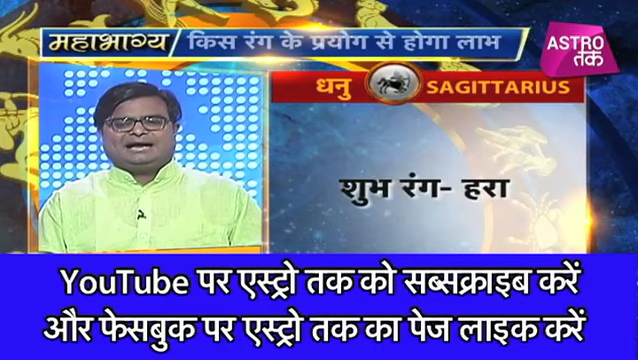 महाभाग्य किस रंग के प्रयोग से होगा लाभ
ASTRO
तक
धनु SAGITTARIUS
शुभ रंग- हरा
YouTube पर एस्ट्रो तक को सब्सक्राइब करें
और फेसबुक पर एस्ट्रो तक का पेज लाइक करें